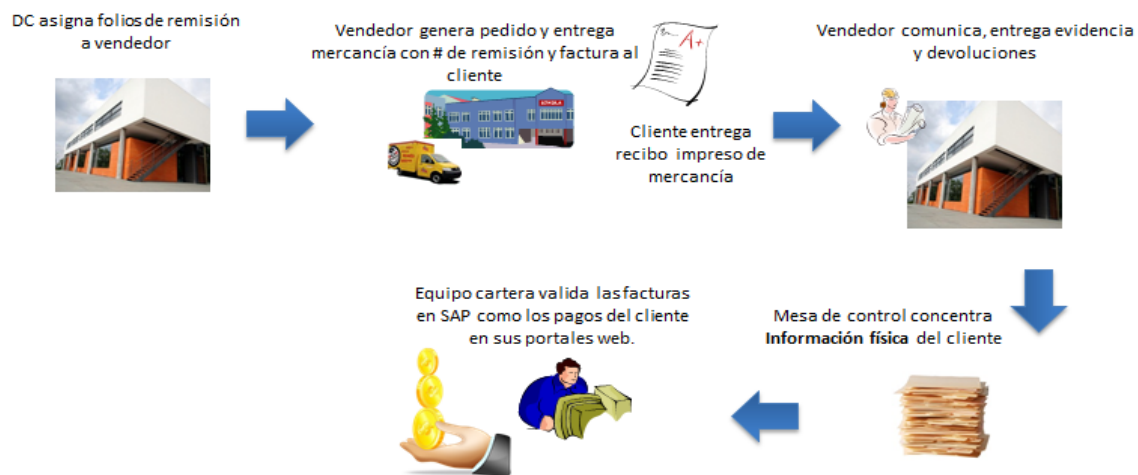 DC asigna folios de remisión
a vendedor
Vendedor genera pedido y entrega
mercancía con # de remisión y factura al
cliente
A+
Cliente entrega
recibo impreso de
mercancía
Vendedor comunica, entrega evidencia
y devoluciones
Mesa de control concentra
Información física del cliente
Equipo cartera valida las facturas
en SAP como los pagos del cliente
en sus portales web.